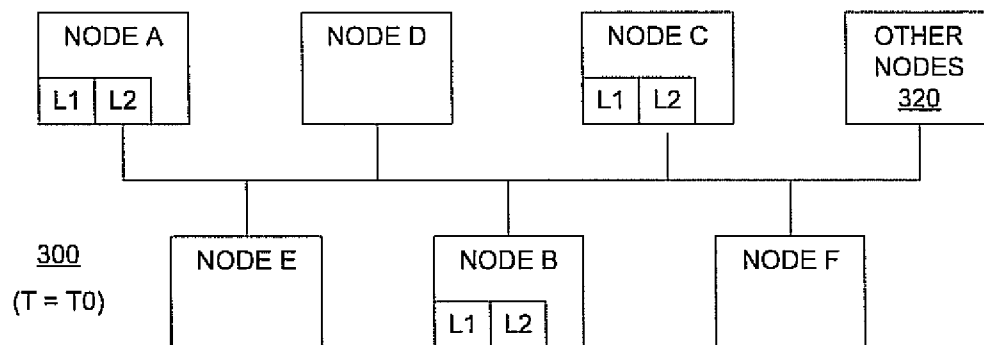 NODE A
L1 L2
NODE D
NODE C
L1 L2
OTHER
NODES
320
300
(T = T0)
NODE E
NODE B
L1 L2
NODE F